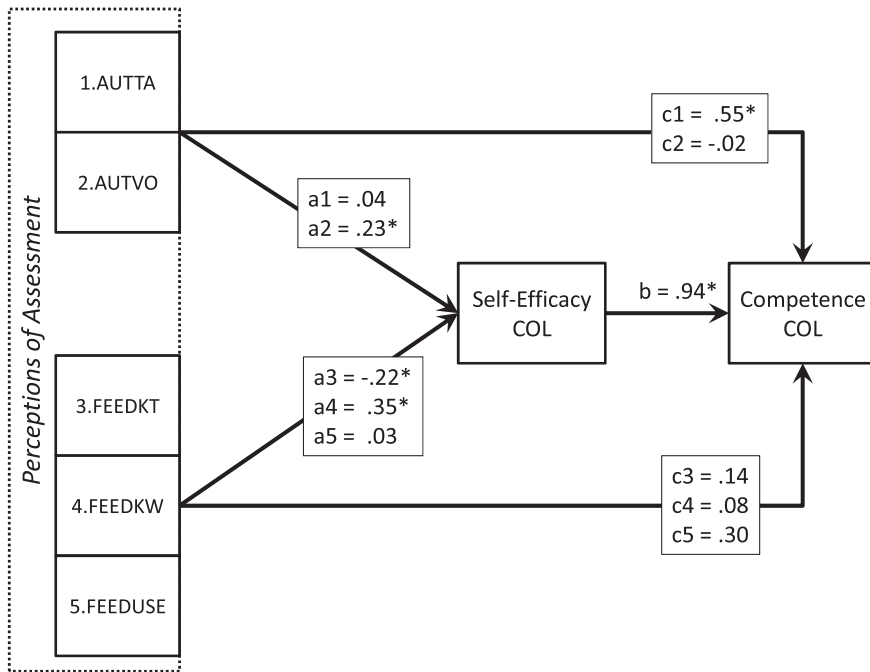 Perceptions of Assessment
1.AUTTA
2.AUTVO
3.FEEDKT
4.FEEDKW
5.FEEDUSE
c1 = .55*
c2 = -.02
a1 = .04
a2 = .23*
Self-Efficacy
COL
b = .94*
Competence
COL
a3 = -.22*
a4 = .35*
a5 = .03
c3 = .14
c4 = .08
c5 = .30